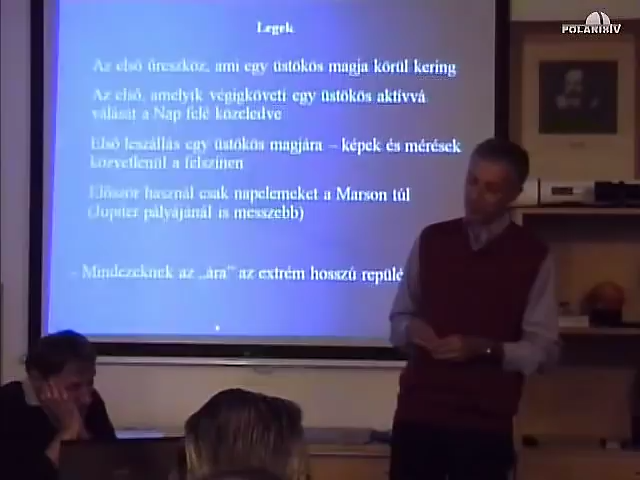 POLARIS TV
Legek
Az első űreszköz, ami egy üstökös magja körül kering
Az első, amelyik végigköveti egy üstökös aktívvá
válását a Nap felé közeledve
Első leszállás egy üstökös magjára – képek és mérések
közvetlenül a felszínen
Először használ csak napelemeket a Marson túl
(Jupiter pályájánál is messzebb)
- Mindezeknek az „ára” az extrém hosszú repülé